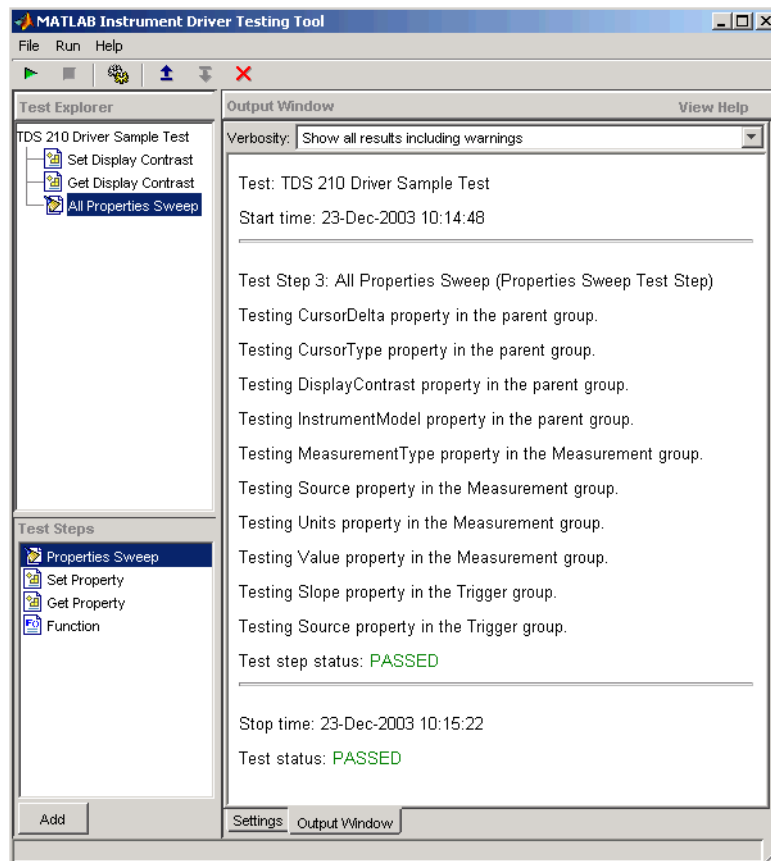 MATLAB Instrument Driver Testing Tool
File Run Help
Test Explorer
TDS 210 Driver Sample Test
Set Display Contrast
Get Display Contrast
All Properties Sweep
Test Steps
Properties Sweep
Set Property
Get Property
Function
Add
Output Window View Help
Verbosity: Show all results including warnings
Test: TDS 210 Driver Sample Test
Start time: 23-Dec-2003 10:14:48
Test Step 3: All Properties Sweep (Properties Sweep Test Step)
Testing CursorDelta property in the parent group.
Testing CursorType property in the parent group.
Testing DisplayContrast property in the parent group.
Testing InstrumentModel property in the parent group.
Testing MeasurementType property in the Measurement group.
Testing Source property in the Measurement group.
Testing Units property in the Measurement group.
Testing Value property in the Measurement group.
Testing Slope property in the Trigger group.
Testing Source property in the Trigger group.
Test step status: PASSED
Stop time: 23-Dec-2003 10:15:22
Test status: PASSED
Settings Output Window